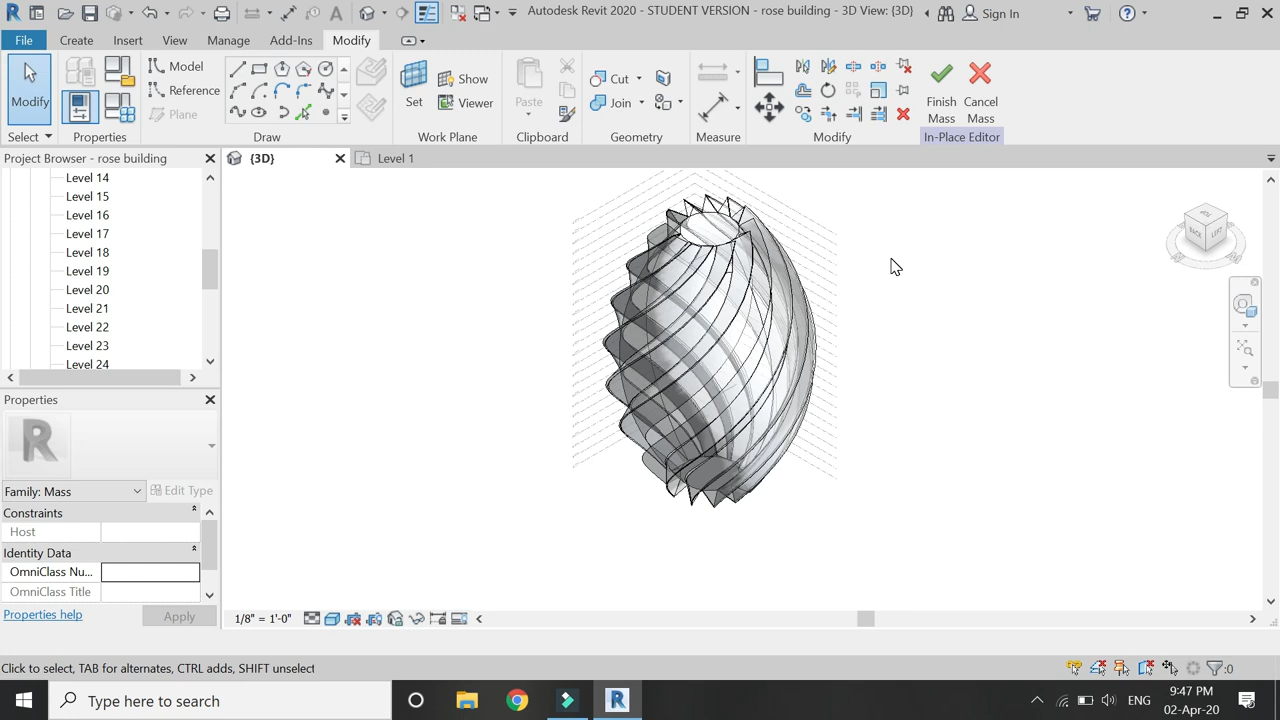 Autodesk Revit 2020 - STUDENT VERSION - rose building - 3D View: {3D}
Sign In
File Create Insert View Manage Add-Ins Modify
Modify
Select
Properties
Model
Reference
Plane
Draw
Set
Show
Viewer
Work Plane
Paste
Clipboard
Cut
Join
Geometry
Measure
Modify
Finish Mass
Cancel Mass
In-Place Editor
Project Browser - rose building
{3D}
Level 1
Level 14
Level 15
Level 16
Level 17
Level 18
Level 19
Level 20
Level 21
Level 22
Level 23
Level 24
BACK
LEFT
Properties
R
Family: Mass
Edit Type
Constraints
Host
Identity Data
OmniClass Nu...
OmniClass Title
Properties help
Apply
1/8" = 1'-0"
Click to select, TAB for alternates, CTRL adds, SHIFT unselect
:0
Type here to search
ENG
9:47 PM
02-Apr-20